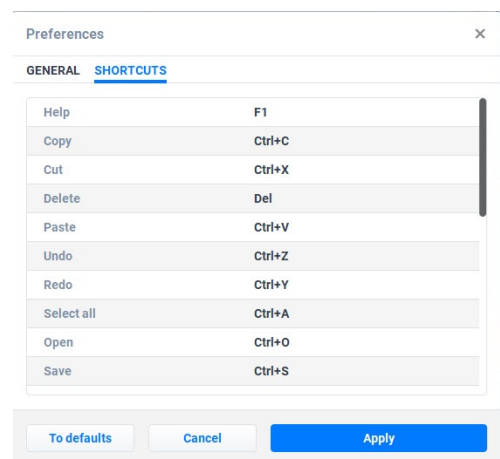 Preferences ×
GENERAL SHORTCUTS
Help F1
Copy Ctrl+C
Cut Ctrl+X
Delete Del
Paste Ctrl+V
Undo Ctrl+Z
Redo Ctrl+Y
Select all Ctrl+A
Open Ctrl+O
Save Ctrl+S
To defaults Cancel Apply